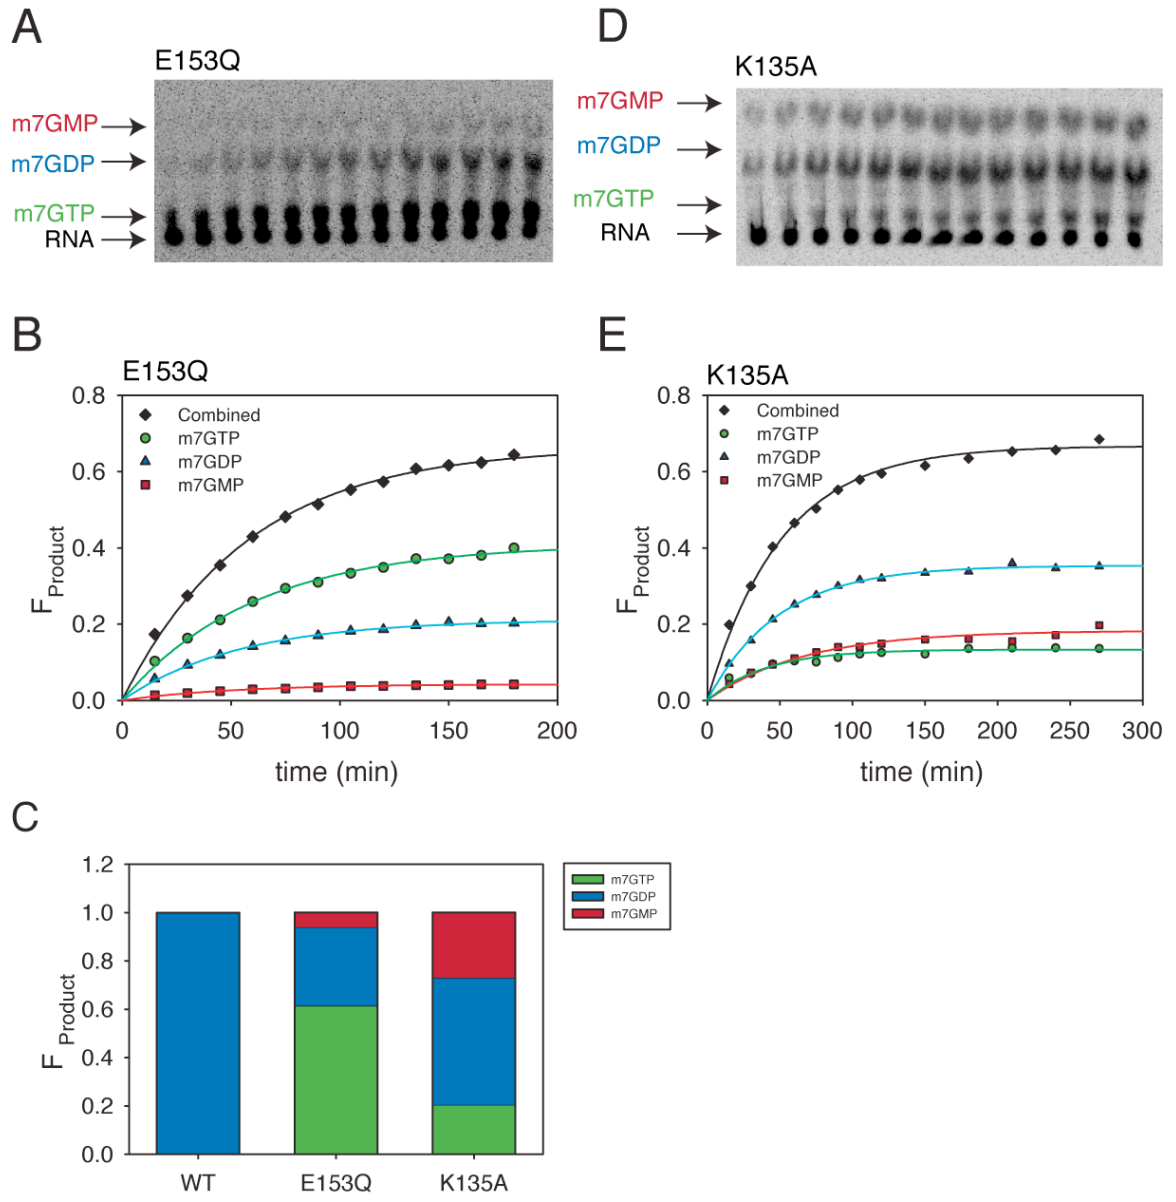 A
E153Q
m7GMP
m7GDP
m7GTP
RNA
D
K135A
m7GMP
m7GDP
m7GTP
RNA
B
E153Q
0.8
0.6
0.4
0.2
0.0
FProduct
Combined
m7GTP
m7GDP
m7GMP
0 50 100 150 200
time (min)
E
K135A
0.8
0.6
0.4
0.2
0.0
FProduct
Combined
m7GTP
m7GDP
m7GMP
0 50 100 150 200 250 300
time (min)
C
1.2
1.0
0.8
0.6
0.4
0.2
0.0
F Product
WT E153Q K135A
m7GTP
m7GDP
m7GMP